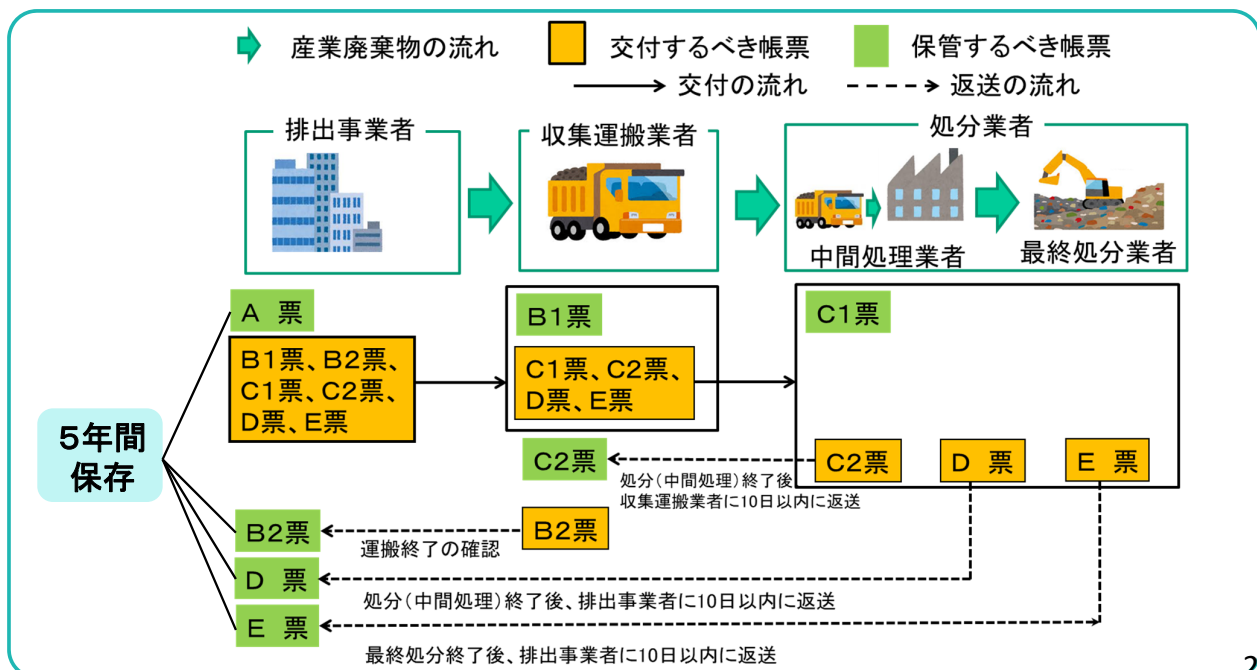 産業廃棄物の流れ
交付するべき帳票
保管するべき帳票
交付の流れ
返送の流れ
排出事業者
収集運搬業者
処分業者
中間処理業者
最終処分業者
A 票
B1票、B2票、
C1票、C2票、
D票、E票
B1票
C1票、C2票、
D票、E票
C1票
5年間
保存
C2票
処分(中間処理)終了後
収集運搬業者に10日以内に返送
C2票
D 票
E 票
B2票
運搬終了の確認
B2票
D 票
処分(中間処理)終了後、排出事業者に10日以内に返送
E 票
最終処分終了後、排出事業者に10日以内に返送
2